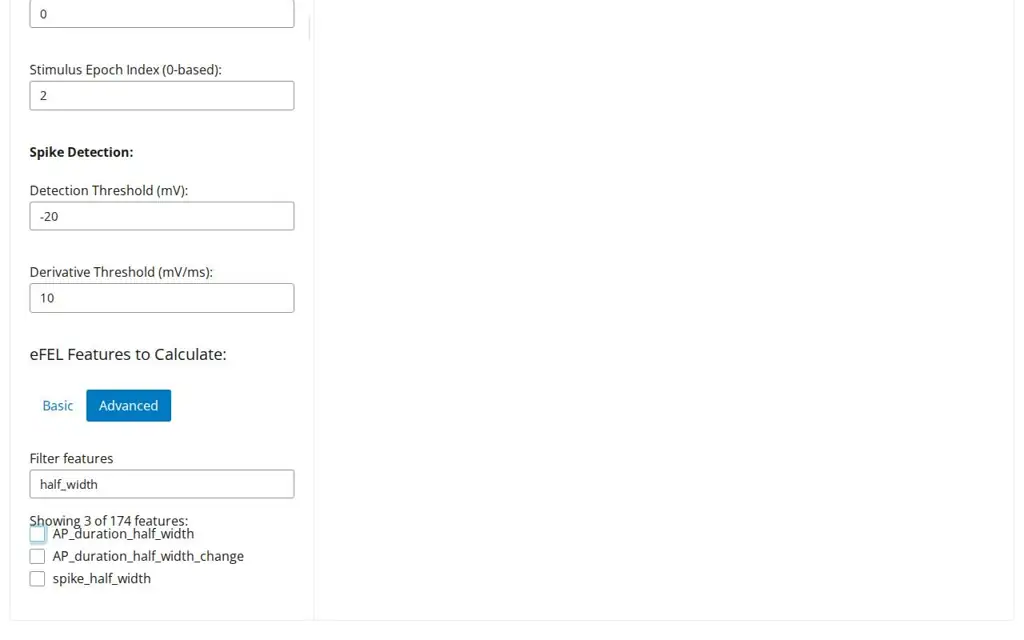 0
Stimulus Epoch Index (0-based):
2
Spike Detection:
Detection Threshold (mV):
-20
Derivative Threshold (mV/ms):
10
eFEL Features to Calculate:
Basic Advanced
Filter features
half_width
Showing 3 of 174 features:
AP_duration_half_width
AP_duration_half_width_change
spike_half_width